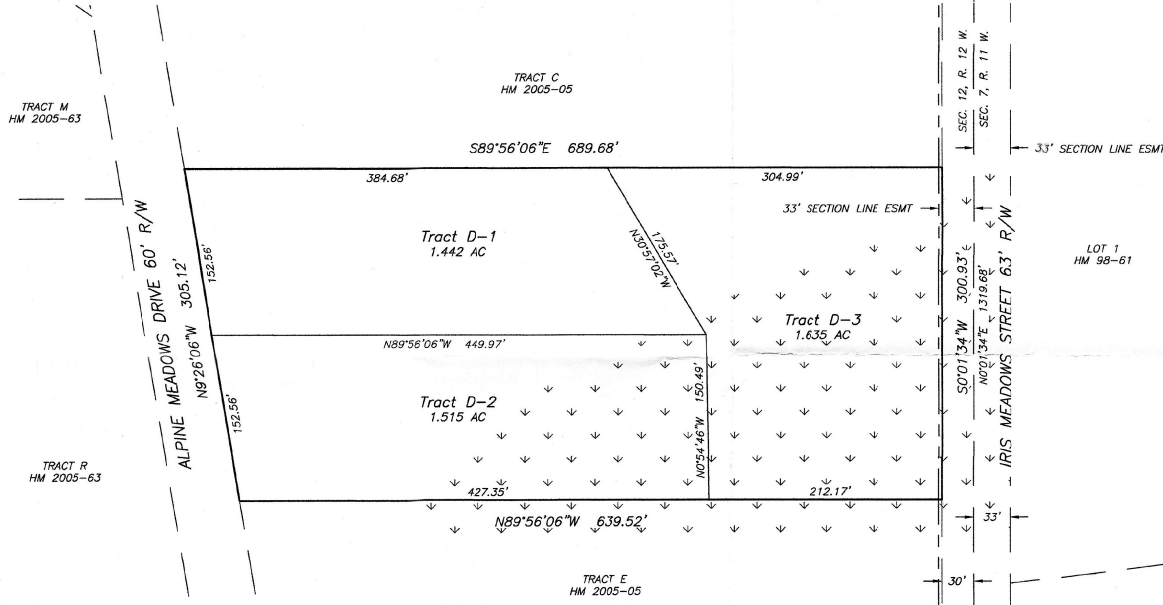 TRACT C
HM 2005-05
TRACT M
HM 2005-63
SEC. 12, R. 12 W.
SEC. 7, R. 11 W.
S89°56'06"E 689.68'
33' SECTION LINE ESMT
384.68'
304.99'
33' SECTION LINE ESMT
ALPINE MEADOWS DRIVE 60' R/W
N9°26'06"W 305.12'
152.56'
Tract D-1
1.442 AC
175.57'
N30°57'02"W
LOT 1
HM 98-61
S0°01'34"W 300.93'
N0°01'34"E 1319.68'
IRIS MEADOWS STREET 63' R/W
Tract D-3
1.635 AC
N89°56'06"W 449.97'
152.56'
Tract D-2
1.515 AC
N0°54'46"W 150.49'
TRACT R
HM 2005-63
427.35'
212.17'
N89°56'06"W 639.52'
33'
TRACT E
HM 2005-05
30'